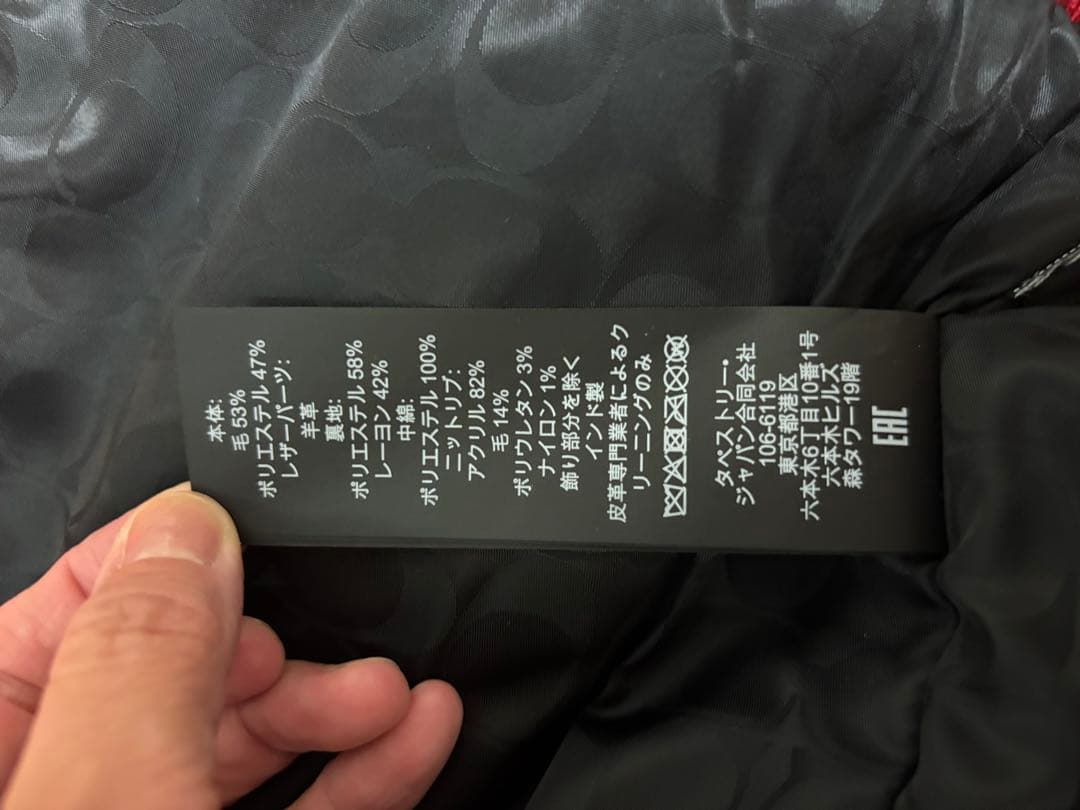 本体:
毛 53%
ポリエステル 47%
レザーパーツ:
羊革
裏地:
ポリエステル 58%
レーヨン 42%
中綿:
ポリエステル 100%
ニットリブ:
アクリル 82%
毛 14%
ポリウレタン 3%
ナイロン 1%
飾り部分を除く
インド製
皮革専門業者によるク
リーニングのみ
タペストリー・
ジャパン合同会社
106-6119
東京都港区
六本木6丁目10番1号
六本木ヒルズ
森タワー19階
EAC